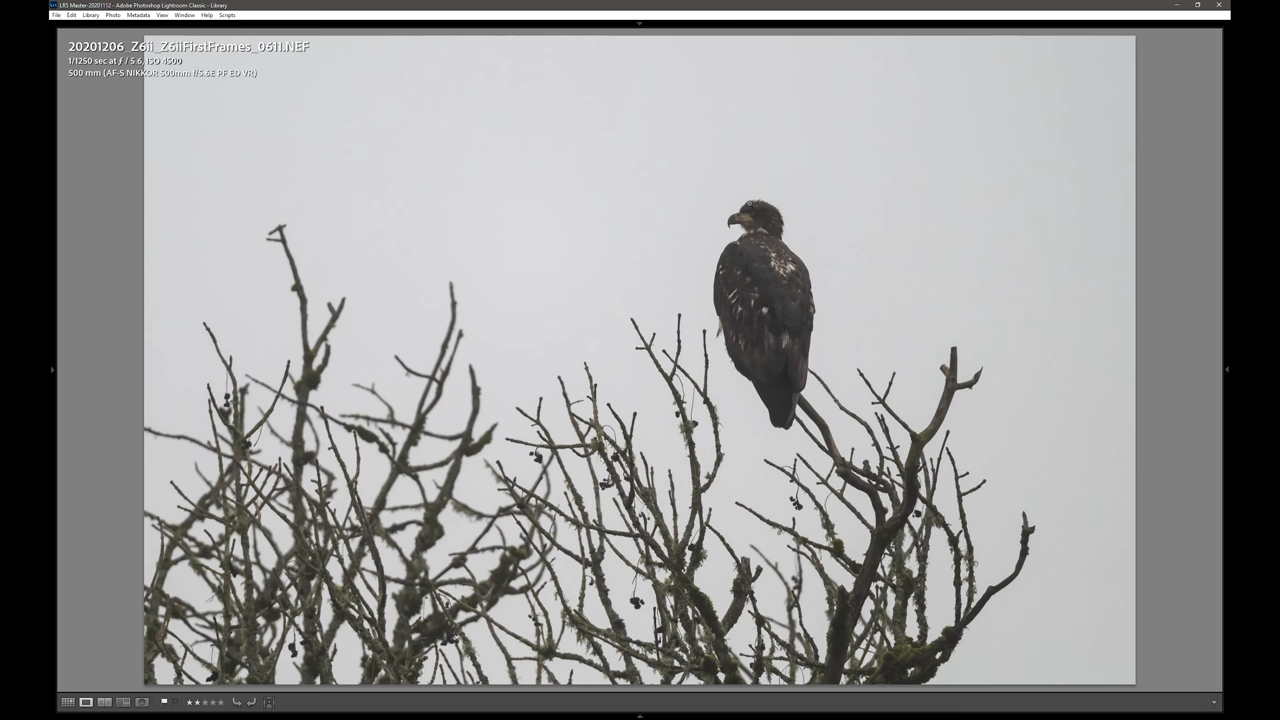 LRS Master-20201112 - Adobe Photoshop Lightroom Classic - Library
File Edit Library Photo Metadata View Window Help Scripts
20201206_Z6ii_Z6iiFirstFrames_0611.NEF
1/1250 sec at ƒ / 5.6, ISO 4500
500 mm (AF-S NIKKOR 500mm f/5.6E PF ED VR)